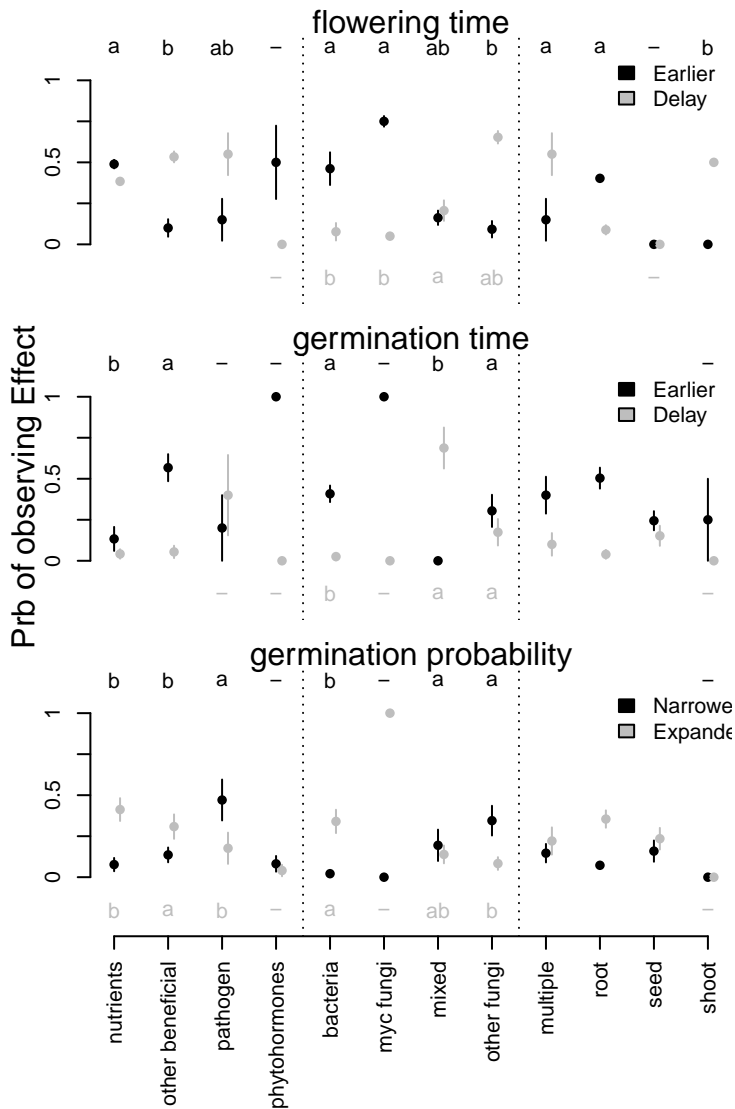 flowering time
a b ab – a a ab b a a – b
Earlier
Delay
1
0.5
0
– b b a ab –
germination time
b a – – a – b a –
Earlier
Delay
1
0.5
0
– – b – a a –
Prb of observing Effect
germination probability
b b a – b – a a –
Narrowe
Expande
1
0.5
0
b a b – a – ab b –
nutrients
other beneficial
pathogen
phytohormones
bacteria
myc fungi
mixed
other fungi
multiple
root
seed
shoot